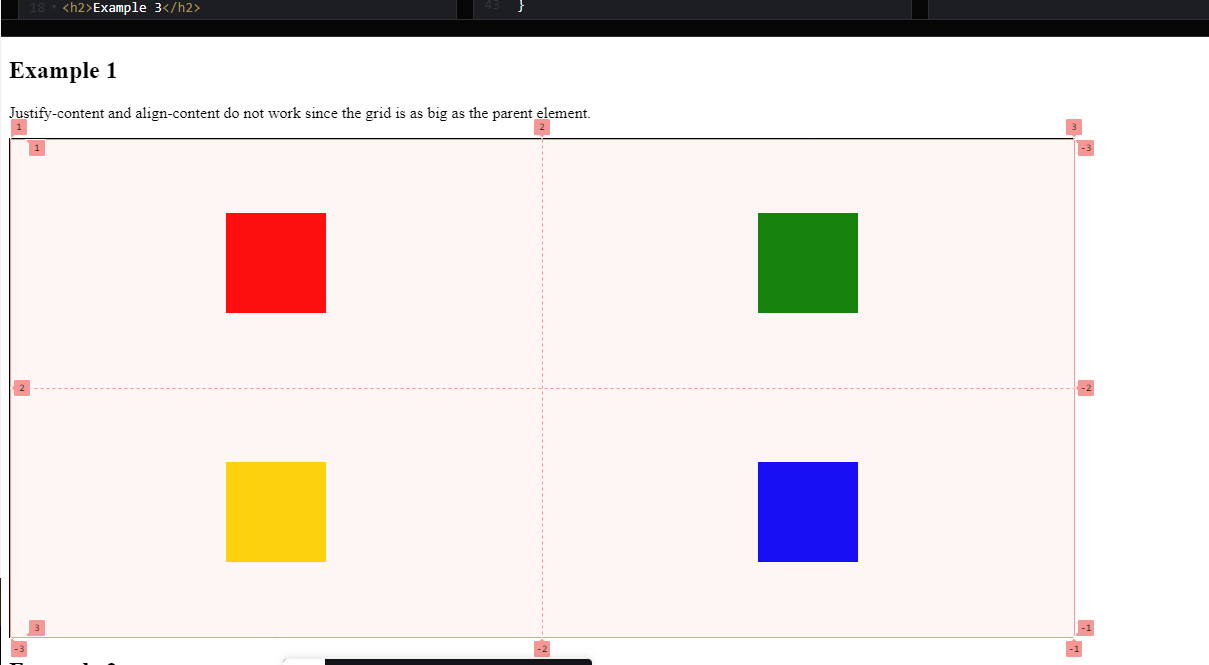 18 <h2>Example 3</h2>
43 }
Example 1
Justify-content and align-content do not work since the grid is as big as the parent element.
1 2 3
1 -3
2 -2
3 -1
-3 -2 -1